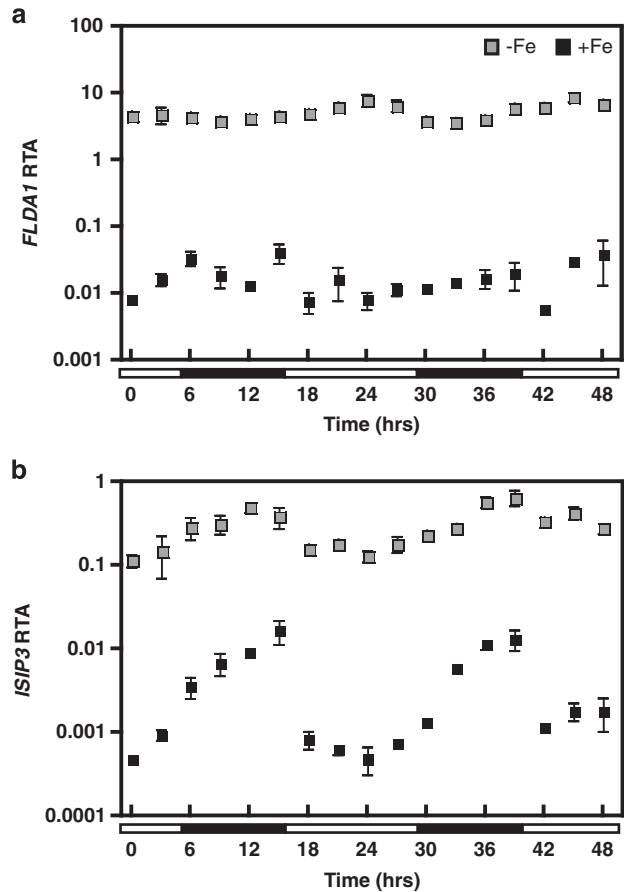 a
100
10
1
0.1
0.01
0.001
FLDA1 RTA
-Fe +Fe
0 6 12 18 24 30 36 42 48
Time (hrs)
b
1
0.1
0.01
0.001
0.0001
ISIP3 RTA
0 6 12 18 24 30 36 42 48
Time (hrs)